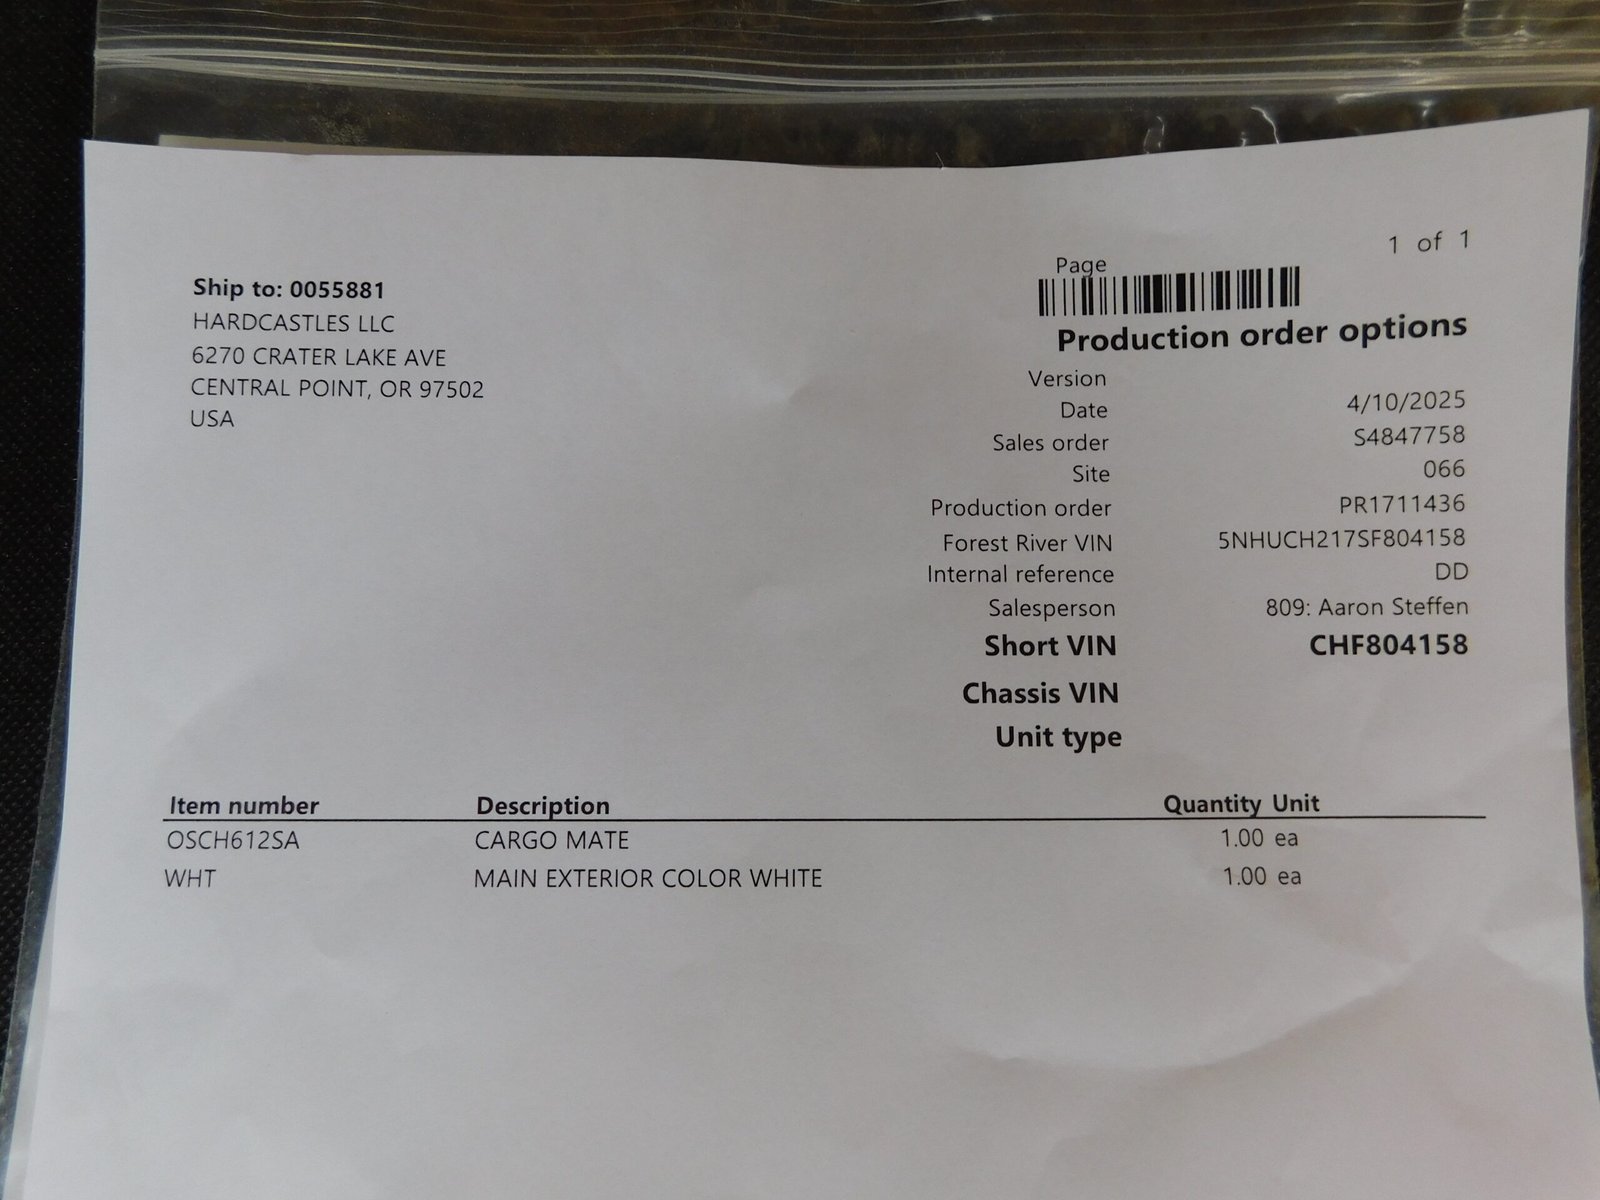 1 of 1
Page
Production order options
Ship to: 0055881
HARDCASTLES LLC
6270 CRATER LAKE AVE
CENTRAL POINT, OR 97502
USA
Version
Date 4/10/2025
Sales order S4847758
Site 066
Production order PR1711436
Forest River VIN 5NHUCH217SF804158
Internal reference DD
Salesperson 809: Aaron Steffen
Short VIN CHF804158
Chassis VIN
Unit type
Item number Description Quantity Unit
OSCH612SA CARGO MATE 1.00 ea
WHT MAIN EXTERIOR COLOR WHITE 1.00 ea